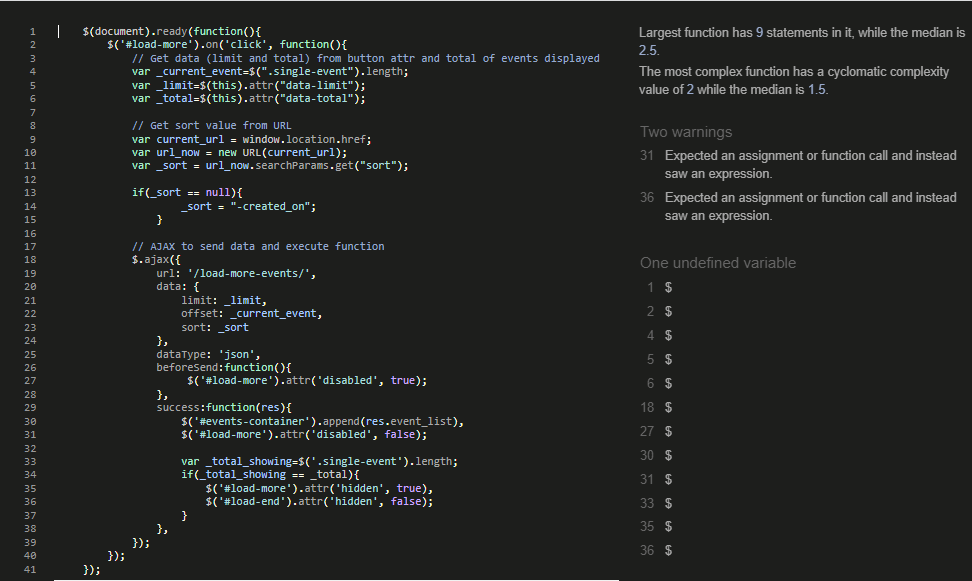 1 $(document).ready(function(){
2 $('#load-more').on('click', function(){
3 // Get data (limit and total) from button attr and total of events displayed
4 var _current_event=$(".single-event").length;
5 var _limit=$(this).attr("data-limit");
6 var _total=$(this).attr("data-total");
7
8 // Get sort value from URL
9 var current_url = window.location.href;
10 var url_now = new URL(current_url);
11 var _sort = url_now.searchParams.get("sort");
12
13 if(_sort == null){
14 _sort = "-created_on";
15 }
16
17 // AJAX to send data and execute function
18 $.ajax({
19 url: '/load-more-events/',
20 data: {
21 limit: _limit,
22 offset: _current_event,
23 sort: _sort
24 },
25 dataType: 'json',
26 beforeSend:function(){
27 $('#load-more').attr('disabled', true);
28 },
29 success:function(res){
30 $('#events-container').append(res.event_list),
31 $('#load-more').attr('disabled', false);
32
33 var _total_showing=$('.single-event').length;
34 if(_total_showing == _total){
35 $('#load-more').attr('hidden', true),
36 $('#load-end').attr('hidden', false);
37 }
38 },
39 });
40 });
41 });
Largest function has 9 statements in it, while the median is
2.5.
The most complex function has a cyclomatic complexity
value of 2 while the median is 1.5.
Two warnings
31 Expected an assignment or function call and instead
saw an expression.
36 Expected an assignment or function call and instead
saw an expression.
One undefined variable
1 $
2 $
4 $
5 $
6 $
18 $
27 $
30 $
31 $
33 $
35 $
36 $